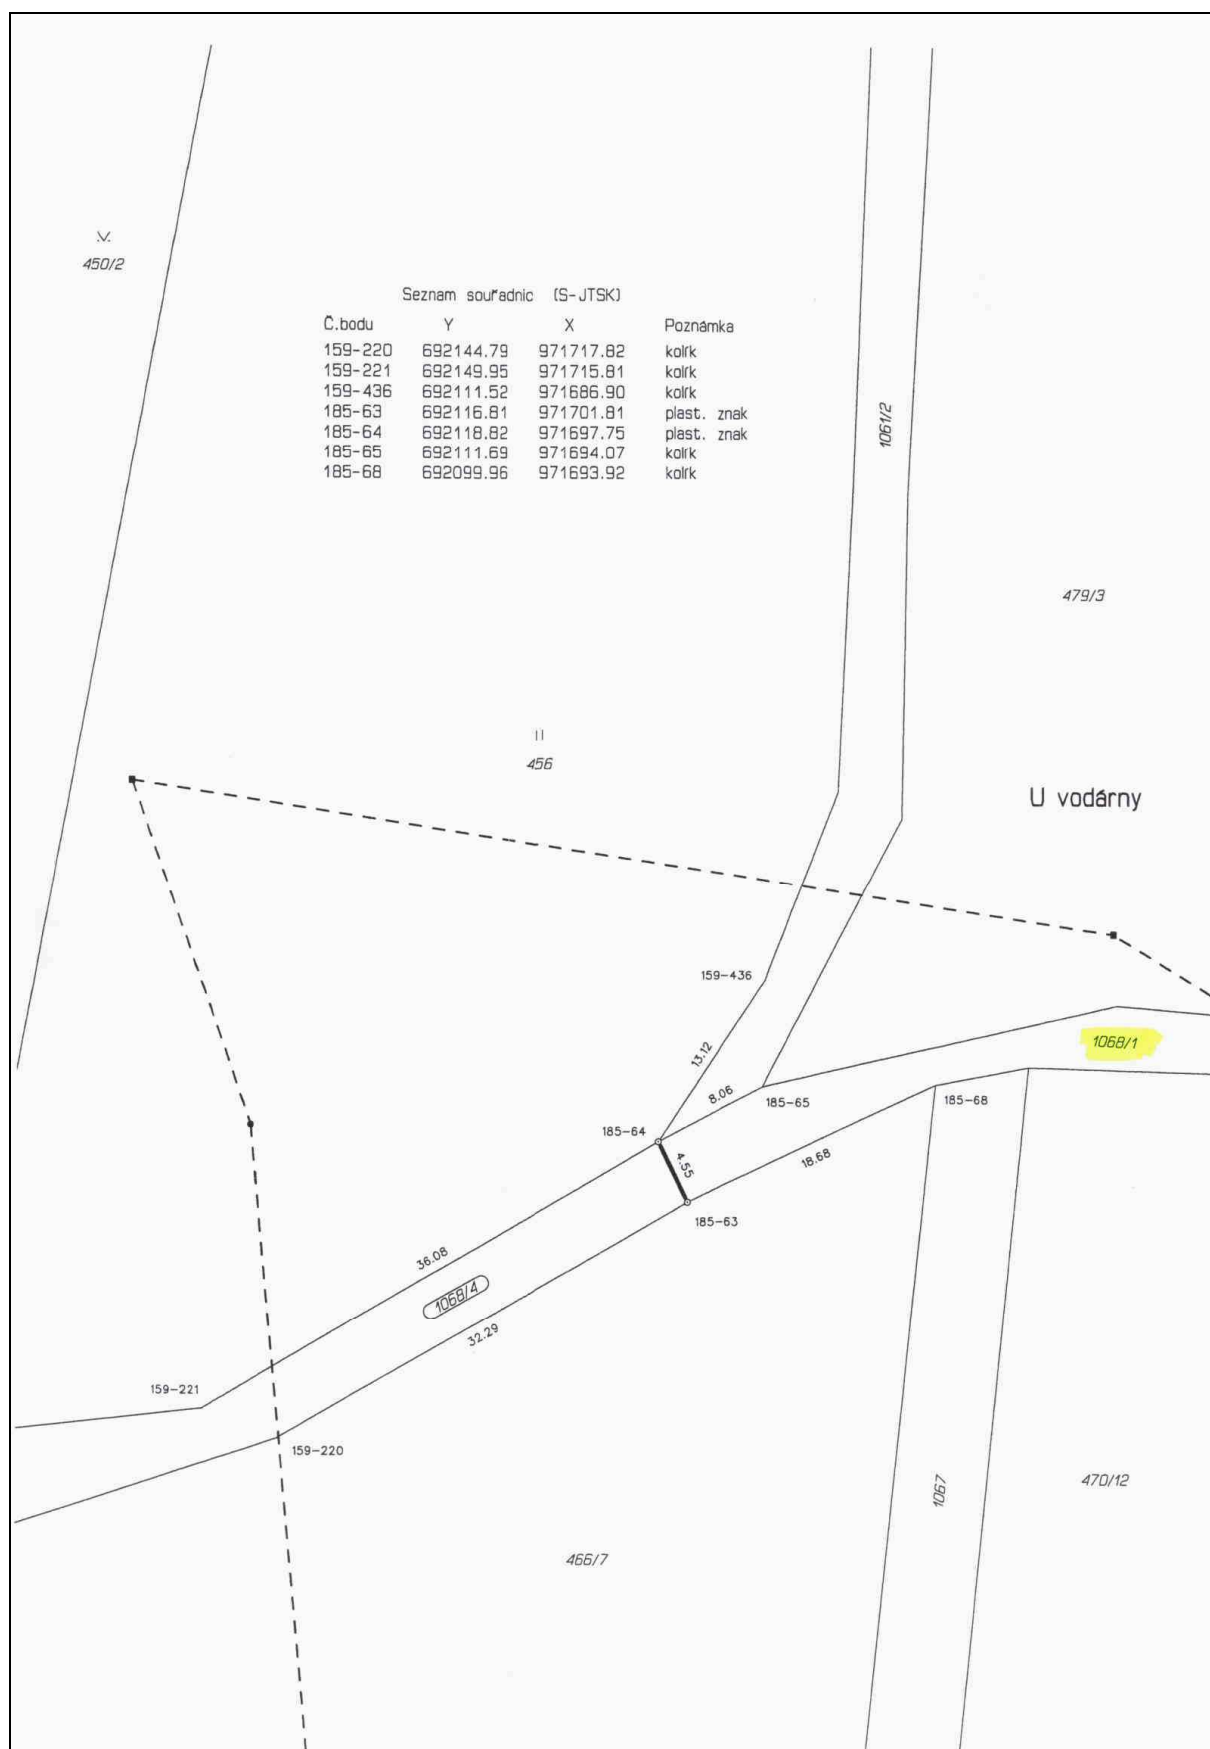 450/2
Seznam souřadnic (S-JTSK)
Č.bodu Y X Poznámka
159-220 692144.79 971717.82 kolík
159-221 692149.95 971715.81 kolík
159-436 692111.52 971686.90 kolík
185-63 692116.81 971701.81 plast. znak
185-64 692118.82 971697.75 plast. znak
185-65 692111.69 971694.07 kolík
185-68 692099.96 971693.92 kolík
1061/2
479/3
456
U vodárny
159-436
1068/1
13.12
8.06
185-65
185-68
185-64
4.55
18.68
185-63
36.08
1068/4
32.29
159-221
159-220
1067
470/12
466/7